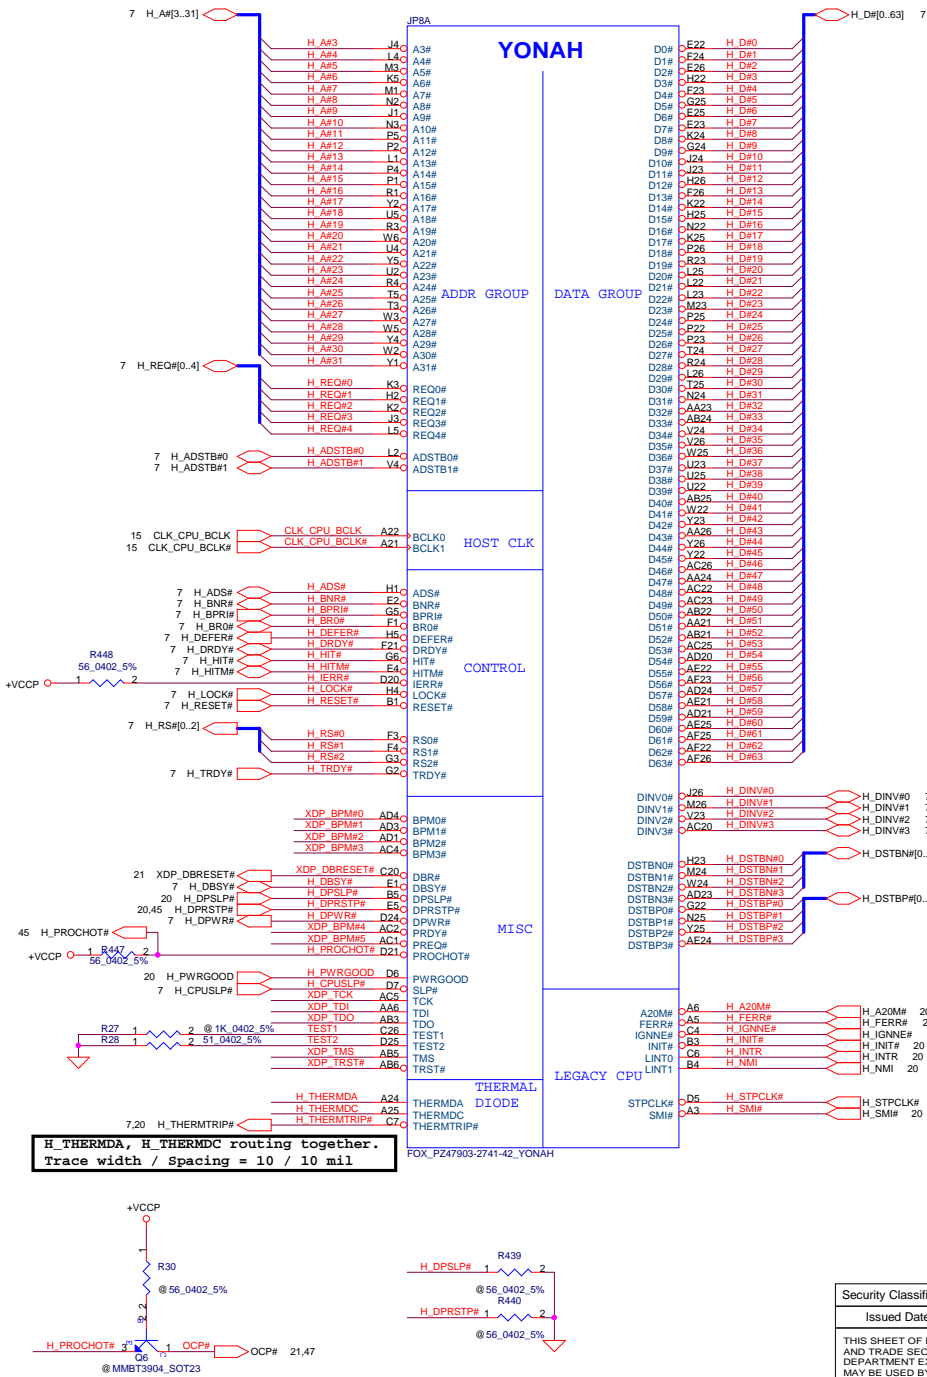 7 H_A#[3..31]
JP8A
H_D#[0..63] 7
YONAH
H_A#3 J4 A3#
H_A#4 L4 A4#
H_A#5 M3 A5#
H_A#6 K5 A6#
H_A#7 M1 A7#
H_A#8 N2 A8#
H_A#9 J1 A9#
H_A#10 N3 A10#
H_A#11 P5 A11#
H_A#12 P2 A12#
H_A#13 L1 A13#
H_A#14 P4 A14#
H_A#15 P1 A15#
H_A#16 R1 A16#
H_A#17 Y2 A17#
H_A#18 U5 A18#
H_A#19 R3 A19#
H_A#20 W6 A20#
H_A#21 U4 A21#
H_A#22 Y5 A22#
H_A#23 U2 A23#
H_A#24 R4 A24#
H_A#25 T5 A25#
H_A#26 T3 A26#
H_A#27 W3 A27#
H_A#28 W5 A28#
H_A#29 Y4 A29#
H_A#30 W2 A30#
H_A#31 Y1 A31#
ADDR GROUP
7 H_REQ#[0..4]
H_REQ#0 K3 REQ0#
H_REQ#1 H2 REQ1#
H_REQ#2 K2 REQ2#
H_REQ#3 J3 REQ3#
H_REQ#4 L5 REQ4#
7 H_ADSTB#0 H_ADSTB#0 L2 ADSTB0#
7 H_ADSTB#1 H_ADSTB#1 V4 ADSTB1#
15 CLK_CPU_BCLK CLK_CPU_BCLK A22 BCLK0
15 CLK_CPU_BCLK# CLK_CPU_BCLK# A21 BCLK1
HOST CLK
7 H_ADS# H_ADS# H1 ADS#
7 H_BNR# H_BNR# E2 BNR#
7 H_BPRI# H_BPRI# G5 BPRI#
7 H_BR0# H_BR0# F1 BR0#
7 H_DEFER# H_DEFER# H5 DEFER#
7 H_DRDY# H_DRDY# F21 DRDY#
7 H_HIT# H_HIT# G6 HIT#
7 H_HITM# H_HITM# E4 HITM#
R448
56_0402_5%
+VCCP 1 2 H_IERR# D20 IERR#
7 H_LOCK# H_LOCK# H4 LOCK#
7 H_RESET# H_RESET# B1 RESET#
CONTROL
7 H_RS#[0..2]
H_RS#0 F3 RS0#
H_RS#1 F4 RS1#
H_RS#2 G3 RS2#
7 H_TRDY# H_TRDY# G2 TRDY#
XDP_BPM#0 AD4 BPM0#
XDP_BPM#1 AD3 BPM1#
XDP_BPM#2 AD1 BPM2#
XDP_BPM#3 AC4 BPM3#
21 XDP_DBRESET# XDP_DBRESET# C20 DBR#
7 H_DBSY# H_DBSY# E1 DBSY#
20 H_DPSLP# H_DPSLP# B5 DPSLP#
20,45 H_DPRSTP# H_DPRSTP# E5 DPRSTP#
7 H_DPWR# H_DPWR# D24 DPWR#
XDP_BPM#4 AC2 PRDY#
XDP_BPM#5 AC1 PREQ#
45 H_PROCHOT# H_PROCHOT# D21 PROCHOT#
+VCCP 1 R447 2
56_0402_5%
MISC
20 H_PWRGOOD H_PWRGOOD D6 PWRGOOD
7 H_CPUSLP# H_CPUSLP# D7 SLP#
XDP_TCK AC5 TCK
XDP_TDI AA6 TDI
XDP_TDO AB3 TDO
R27 1 2 @ 1K_0402_5% TEST1 C26 TEST1
R28 1 2 51_0402_5% TEST2 D25 TEST2
XDP_TMS AB5 TMS
XDP_TRST# AB6 TRST#
THERMAL
DIODE
H_THERMDA A24 THERMDA
H_THERMDC A25 THERMDC
7,20 H_THERMTRIP# H_THERMTRIP# C7 THERMTRIP#
DATA GROUP
D0# E22 H_D#0
D1# F24 H_D#1
D2# E26 H_D#2
D3# H22 H_D#3
D4# F23 H_D#4
D5# G25 H_D#5
D6# E25 H_D#6
D7# E23 H_D#7
D8# K24 H_D#8
D9# G24 H_D#9
D10# J24 H_D#10
D11# J23 H_D#11
D12# H26 H_D#12
D13# F26 H_D#13
D14# K22 H_D#14
D15# H25 H_D#15
D16# N22 H_D#16
D17# K25 H_D#17
D18# P26 H_D#18
D19# R23 H_D#19
D20# L25 H_D#20
D21# L22 H_D#21
D22# L23 H_D#22
D23# M23 H_D#23
D24# P25 H_D#24
D25# P22 H_D#25
D26# P23 H_D#26
D27# T24 H_D#27
D28# R24 H_D#28
D29# L26 H_D#29
D30# T25 H_D#30
D31# N24 H_D#31
D32# AA23 H_D#32
D33# AB24 H_D#33
D34# V24 H_D#34
D35# V26 H_D#35
D36# W25 H_D#36
D37# U23 H_D#37
D38# U25 H_D#38
D39# U22 H_D#39
D40# AB25 H_D#40
D41# W22 H_D#41
D42# Y23 H_D#42
D43# AA26 H_D#43
D44# Y26 H_D#44
D45# Y22 H_D#45
D46# AC26 H_D#46
D47# AA24 H_D#47
D48# AC22 H_D#48
D49# AC23 H_D#49
D50# AB22 H_D#50
D51# AA21 H_D#51
D52# AB21 H_D#52
D53# AC25 H_D#53
D54# AD20 H_D#54
D55# AE22 H_D#55
D56# AF23 H_D#56
D57# AD24 H_D#57
D58# AE21 H_D#58
D59# AD21 H_D#59
D60# AE25 H_D#60
D61# AF25 H_D#61
D62# AF22 H_D#62
D63# AF26 H_D#63
DINV0# J26 H_DINV#0 H_DINV#0 7
DINV1# M26 H_DINV#1 H_DINV#1 7
DINV2# V23 H_DINV#2 H_DINV#2 7
DINV3# AC20 H_DINV#3 H_DINV#3 7
H_DSTBN#[0..
DSTBN0# H23 H_DSTBN#0
DSTBN1# M24 H_DSTBN#1
DSTBN2# W24 H_DSTBN#2
DSTBN3# AD23 H_DSTBN#3
H_DSTBP#[0..
DSTBP0# G22 H_DSTBP#0
DSTBP1# N25 H_DSTBP#1
DSTBP2# Y25 H_DSTBP#2
DSTBP3# AE24 H_DSTBP#3
A20M# A6 H_A20M# H_A20M# 20
FERR# A5 H_FERR# H_FERR# 2
IGNNE# C4 H_IGNNE# H_IGNNE#
INIT# B3 H_INIT# H_INIT# 20
LINT0 C6 H_INTR H_INTR 20
LINT1 B4 H_NMI H_NMI 20
LEGACY CPU
STPCLK# D5 H_STPCLK# H_STPCLK#
SMI# A3 H_SMI# H_SMI# 20
FOX_PZ47903-2741-42_YONAH
H_THERMDA, H_THERMDC routing together.
Trace width / Spacing = 10 / 10 mil
+VCCP
1
R30
@ 56_0402_5%
2
2
B
H_PROCHOT# 3 E C 1 OCP# OCP# 21,47
Q6
@ MMBT3904_SOT23
R439
H_DPSLP# 1 2
@ 56_0402_5%
R440
H_DPRSTP# 1 2
@ 56_0402_5%
Security Classifi
Issued Date
THIS SHEET OF
AND TRADE SEC
DEPARTMENT EX
MAY BE USED BY